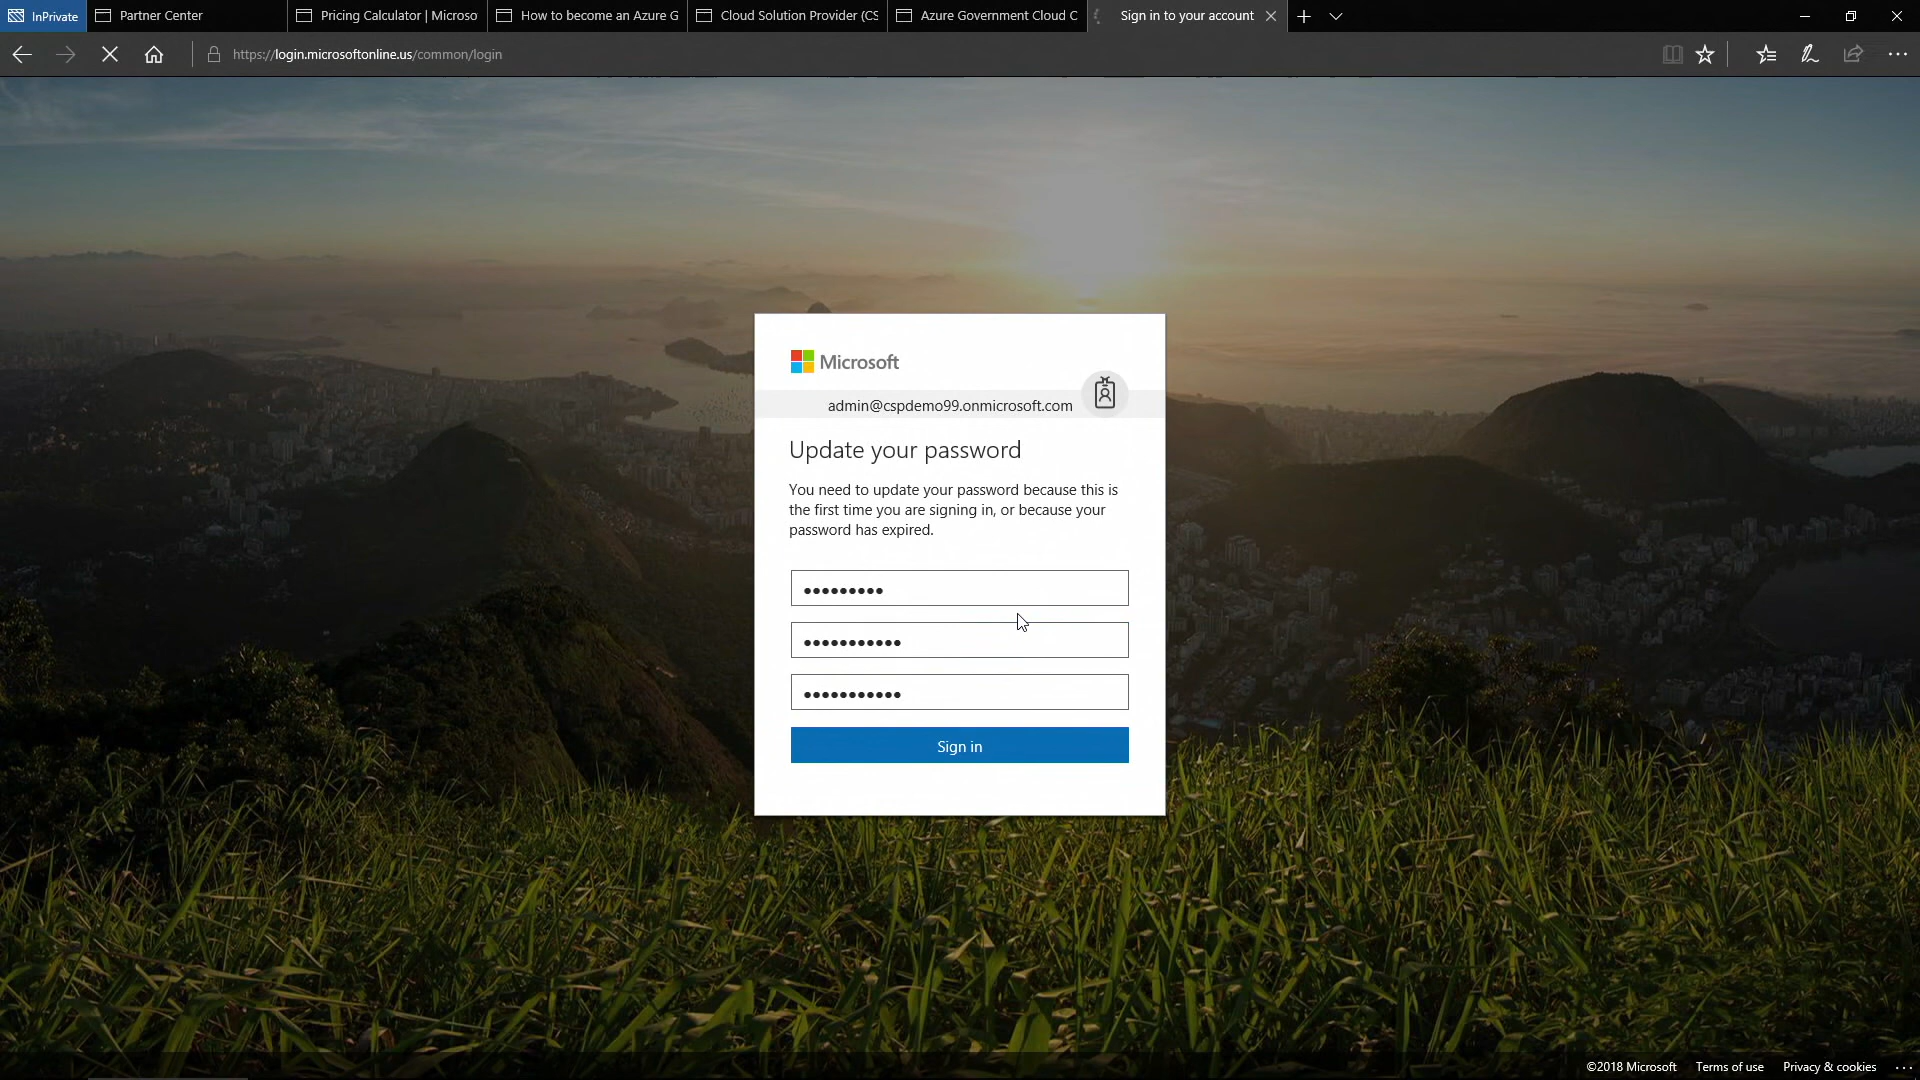 InPrivate
Partner Center
Pricing Calculator | Microso
How to become an Azure G
Cloud Solution Provider (CS
Azure Government Cloud C
Sign in to your account
https://login.microsoftonline.us/common/login
Microsoft
admin@cspdemo99.onmicrosoft.com
Update your password
You need to update your password because this is
the first time you are signing in, or because your
password has expired.
Sign in
©2018 Microsoft
Terms of use
Privacy & cookies